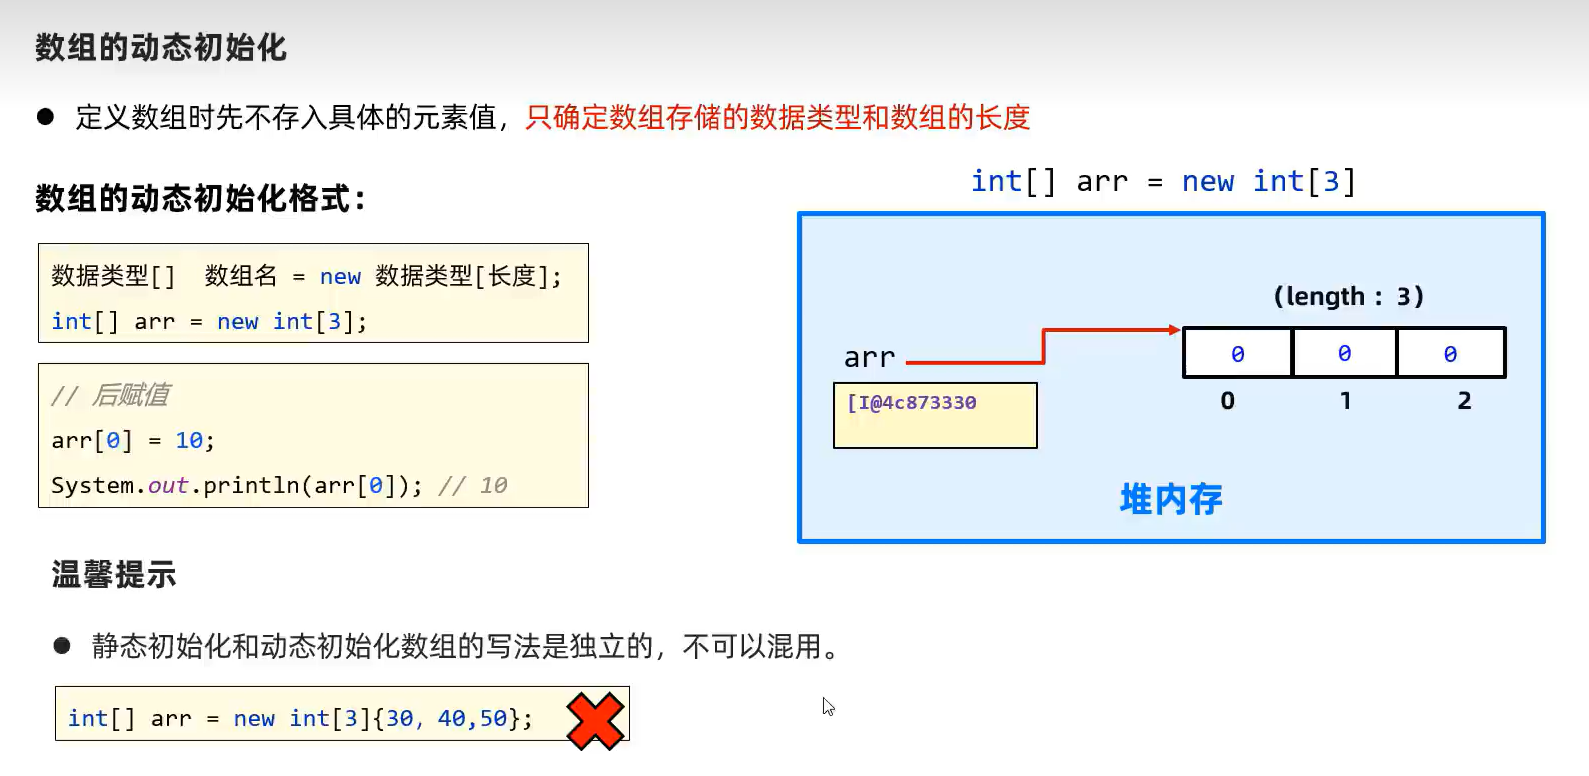 数组的动态初始化
● 定义数组时先不存入具体的元素值，只确定数组存储的数据类型和数组的长度
数组的动态初始化格式：
数据类型[] 数组名 = new 数据类型[长度];
int[] arr = new int[3];
// 后赋值
arr[0] = 10;
System.out.println(arr[0]); // 10
int[] arr = new int[3]
（length：3）
arr
0 0 0
[I@4c873330
0 1 2
堆内存
温馨提示
● 静态初始化和动态初始化数组的写法是独立的，不可以混用。
int[] arr = new int[3]{30, 40,50};